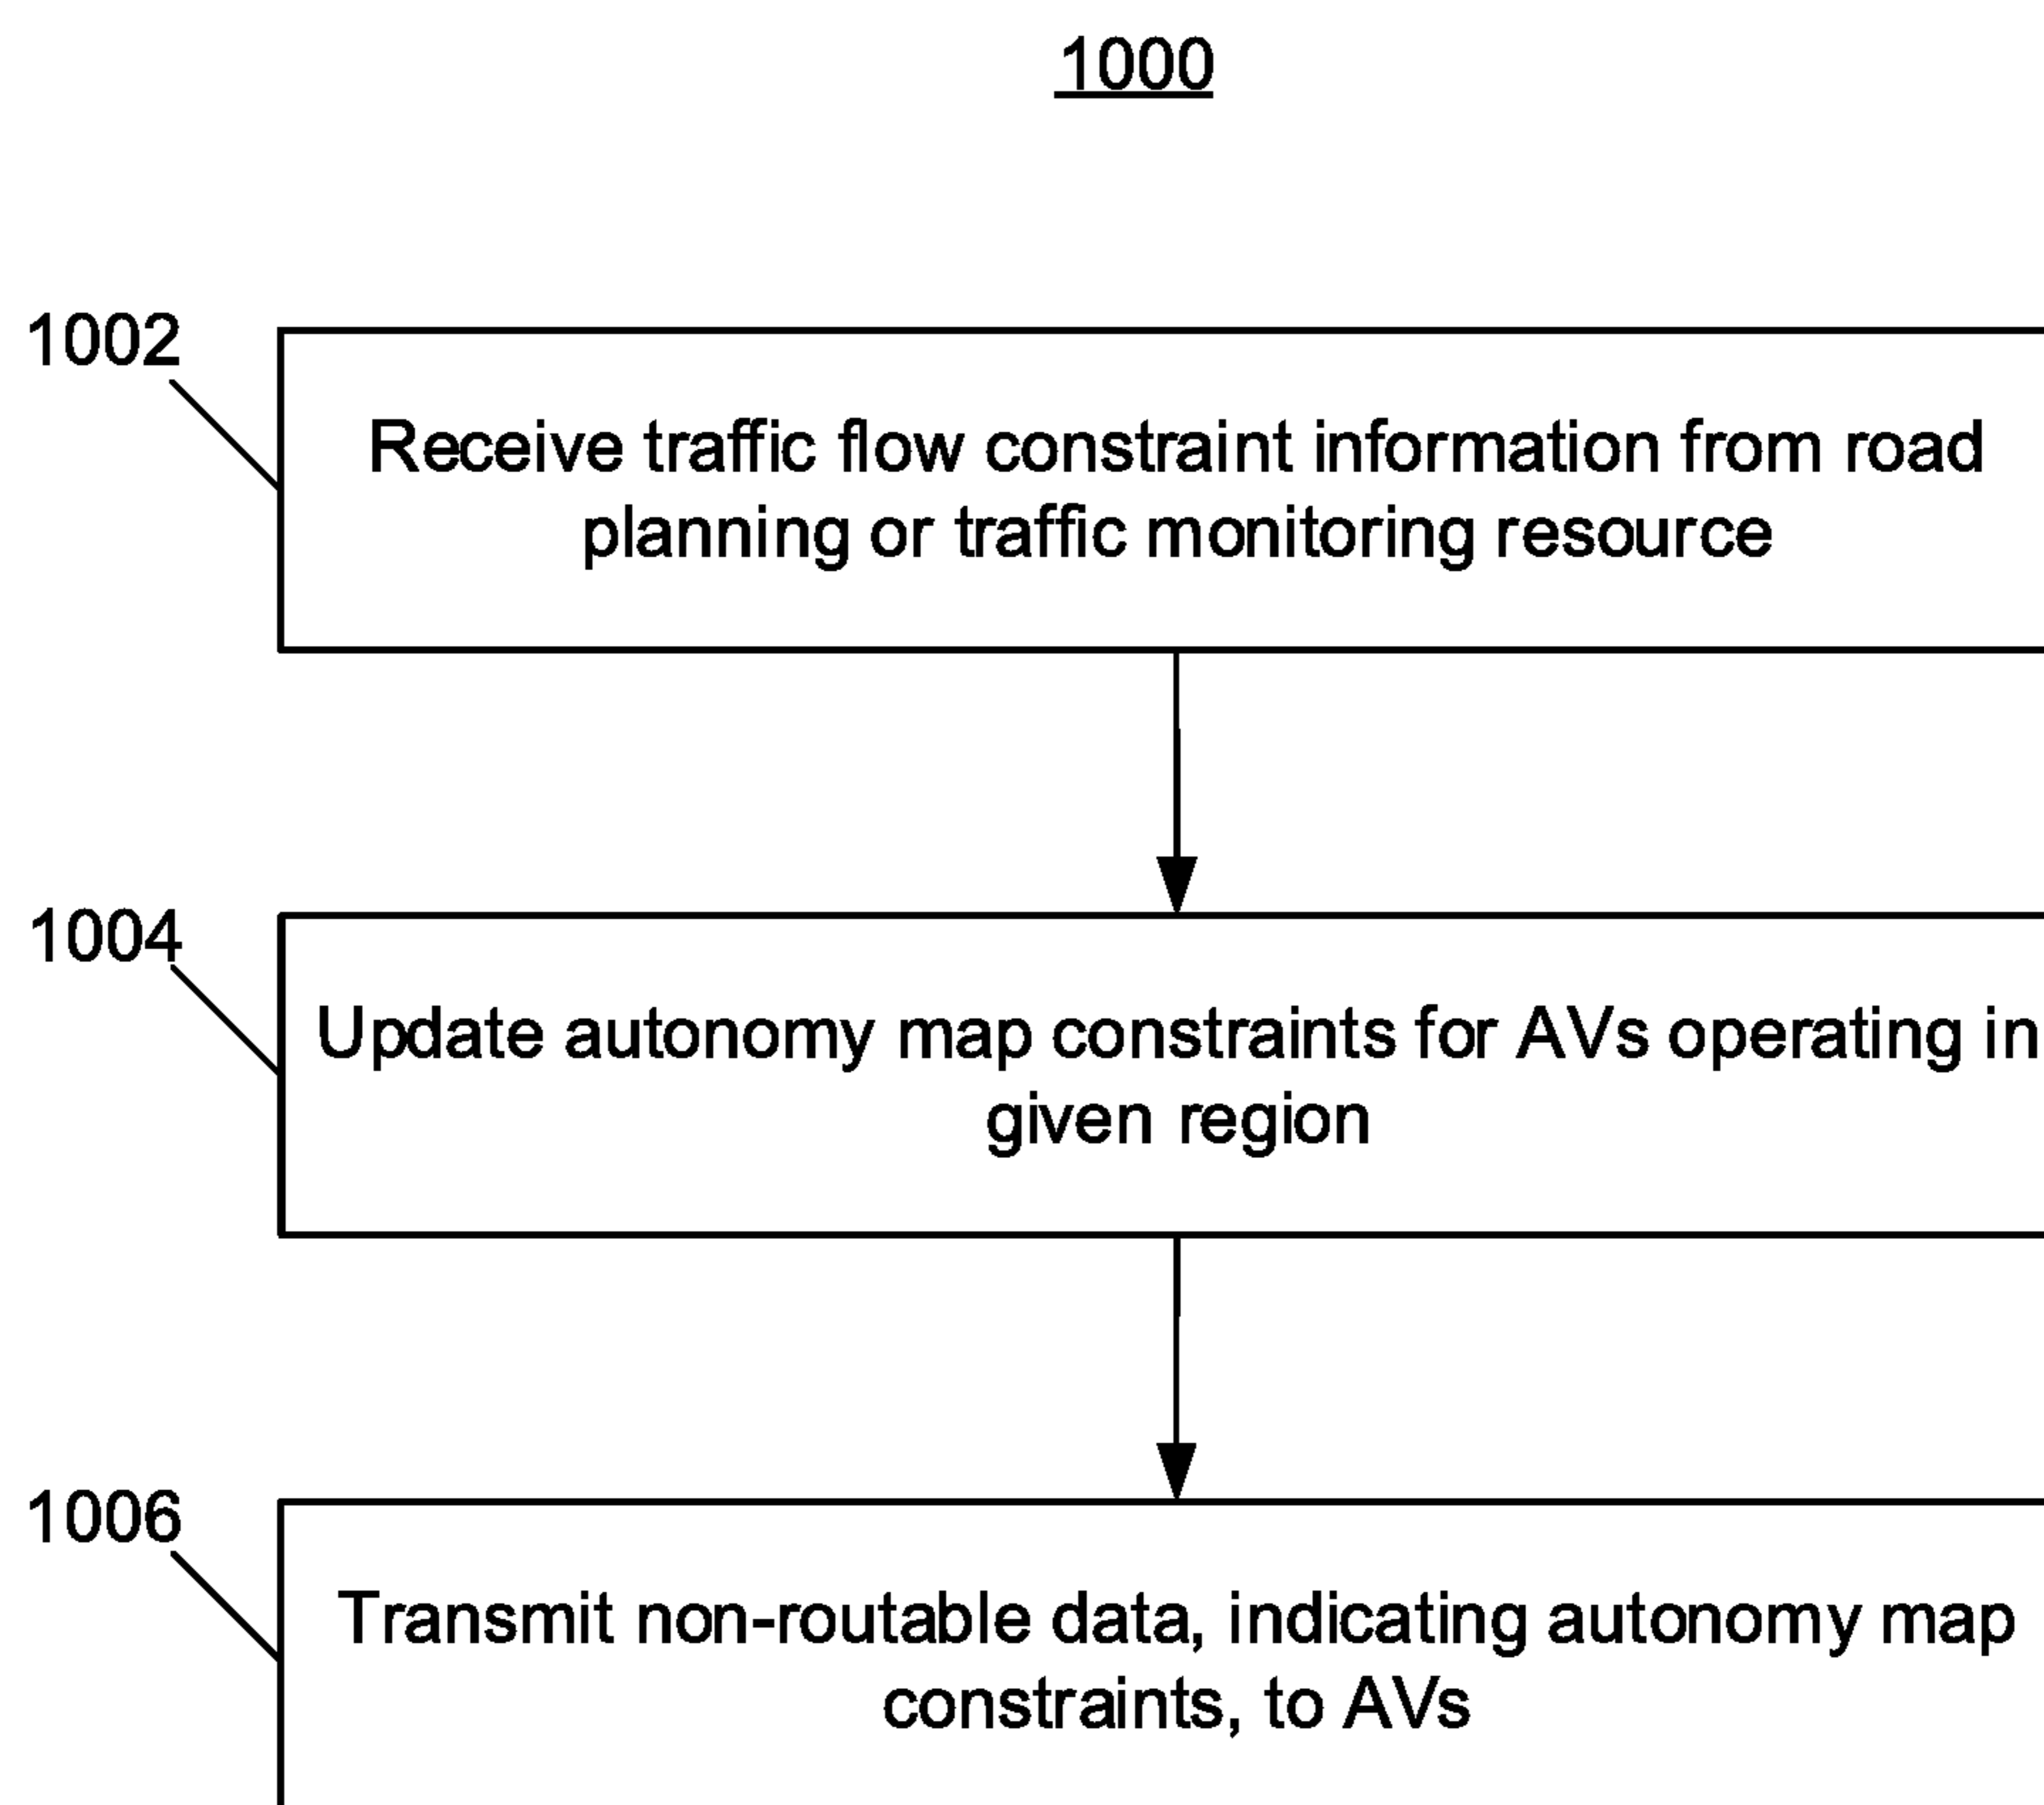 1000
1002
Receive traffic flow constraint information from road
planning or traffic monitoring resource
1004
Update autonomy map constraints for AVs operating in
given region
1006
Transmit non-routable data, indicating autonomy map
constraints, to AVs